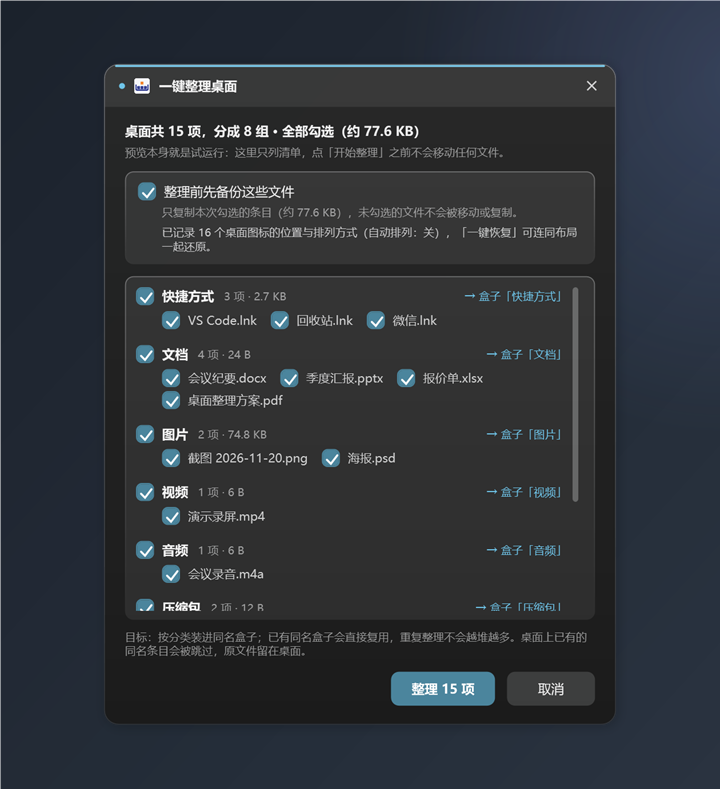 一键整理桌面
桌面共 15 项，分成 8 组 • 全部勾选（约 77.6 KB）
预览本身就是试运行：这里只列清单，点「开始整理」之前不会移动任何文件。
整理前先备份这些文件
只复制本次勾选的条目（约 77.6 KB），未勾选的文件不会被移动或复制。
已记录 16 个桌面图标的位置与排列方式（自动排列：关），「一键恢复」可连同布局
一起还原。
快捷方式 3 项 · 2.7 KB → 盒子「快捷方式」
VS Code.lnk 回收站.lnk 微信.lnk
文档 4 项 · 24 B → 盒子「文档」
会议纪要.docx 季度汇报.pptx 报价单.xlsx
桌面整理方案.pdf
图片 2 项 · 74.8 KB → 盒子「图片」
截图 2026-11-20.png 海报.psd
视频 1 项 · 6 B → 盒子「视频」
演示录屏.mp4
音频 1 项 · 6 B → 盒子「音频」
会议录音.m4a
压缩包 2 项 · 12 B → 盒子「压缩包」
目标：按分类装进同名盒子；已有同名盒子会直接复用，重复整理不会越堆越多。桌面上已有的
同名条目会被跳过，原文件留在桌面。
整理 15 项 取消